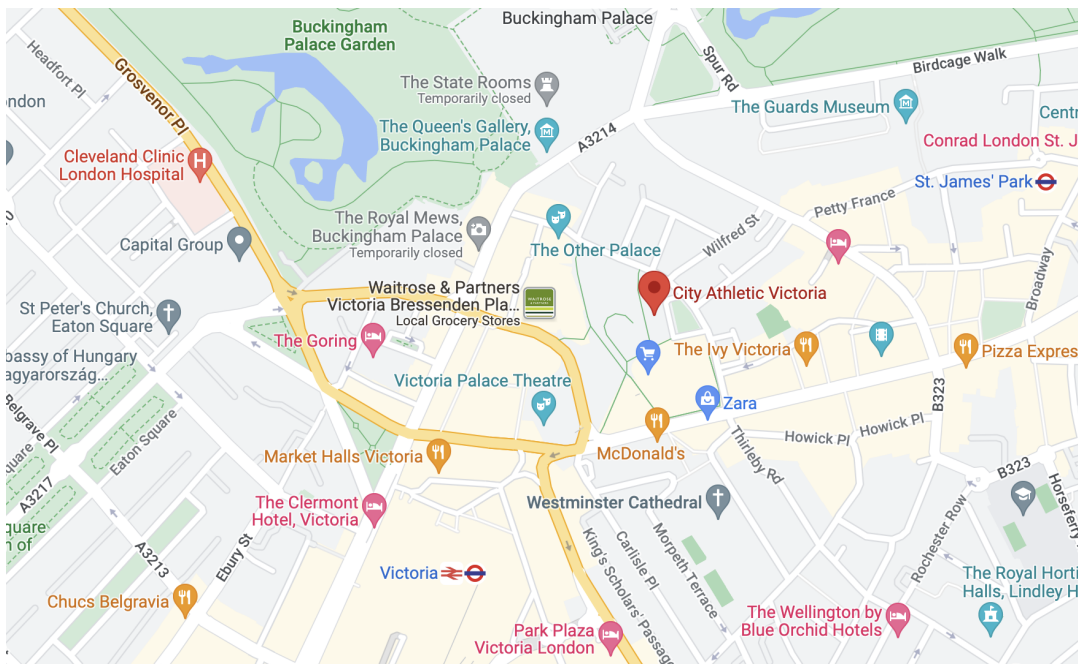 Buckingham
Palace Garden
Buckingham Palace
Headfort Pl
Grosvenor Pl
Spur Rd
Birdcage Walk
The State Rooms
Temporarily closed
The Guards Museum
ondon
A3214
The Queen's Gallery,
Buckingham Palace
Centr
Conrad London St. J
Cleveland Clinic
London Hospital
H
St. James' Park
Petty France
The Royal Mews,
Buckingham Palace
Temporarily closed
Capital Group
The Other Palace
Wilfred St
Broadway
Waitrose & Partners
Victoria Bressenden Pla...
Local Grocery Stores
WAITROSE
City Athletic Victoria
St Peter's Church,
Eaton Square
The Goring
The Ivy Victoria
Pizza Expres
bassy of Hungary
agyarország...
Victoria Palace Theatre
Zara
B323
Belgrave Pl
Eaton Square
quare
Howick Pl
Howick Pl
Market Halls Victoria
McDonald's
Thirleby Rd
B323
A3217
The Clermont
Hotel, Victoria
Westminster Cathedral
Horseferry
quare
n of
A3213
Ebury St
King's Scholars' Passage
Carlisle Pl
Morpeth Terrace
Rochester Row
Victoria
The Royal Horti
Halls, Lindley H
Chucs Belgravia
The Wellington by
Blue Orchid Hotels
Park Plaza
Victoria London